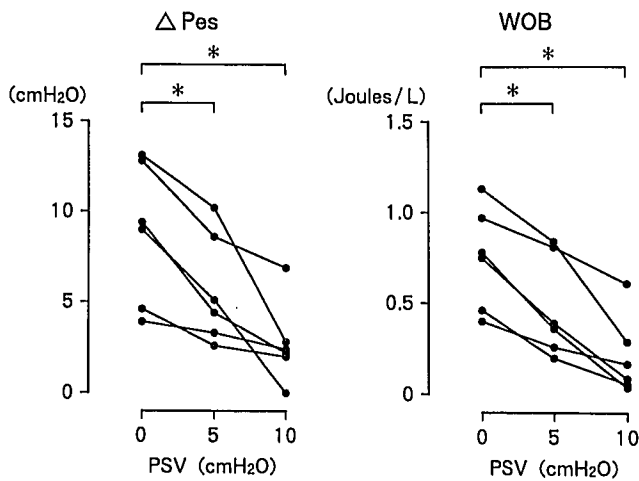 △ Pes
*
(cmH2O)
*
15
10
5
0
0 5 10
PSV (cmH2O)
WOB
*
(Joules/L)
*
1.5
1.0
0.5
0
0 5 10
PSV (cmH2O)